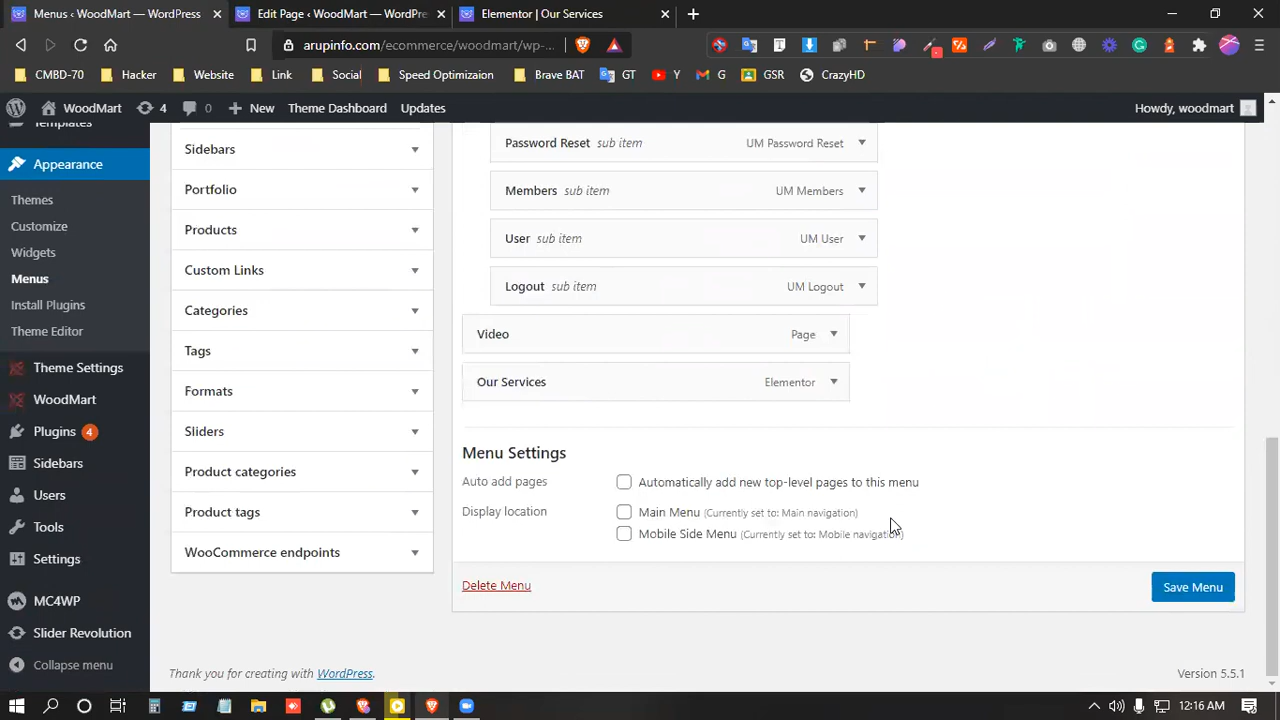 Menus ‹ WoodMart — WordPress
Edit Page ‹ WoodMart — WordPre
Elementor | Our Services
arupinfo.com/ecommerce/woodmart/wp-...
CMBD-70
Hacker
Website
Link
Social
Speed Optimizaion
Brave BAT
GT
Y
G
GSR
CrazyHD
WoodMart
4
0
New
Theme Dashboard
Updates
Howdy, woodmart
Templates
Appearance
Themes
Customize
Widgets
Menus
Install Plugins
Theme Editor
Theme Settings
WoodMart
Plugins 4
Sidebars
Users
Tools
Settings
MC4WP
Slider Revolution
Collapse menu
Sidebars
Portfolio
Products
Custom Links
Categories
Tags
Formats
Sliders
Product categories
Product tags
WooCommerce endpoints
Password Reset sub item UM Password Reset
Members sub item UM Members
User sub item UM User
Logout sub item UM Logout
Video Page
Our Services Elementor
Menu Settings
Auto add pages Automatically add new top-level pages to this menu
Display location Main Menu (Currently set to: Main navigation)
Mobile Side Menu (Currently set to: Mobile navigation)
Delete Menu
Save Menu
Thank you for creating with WordPress.
Version 5.5.1
12:16 AM